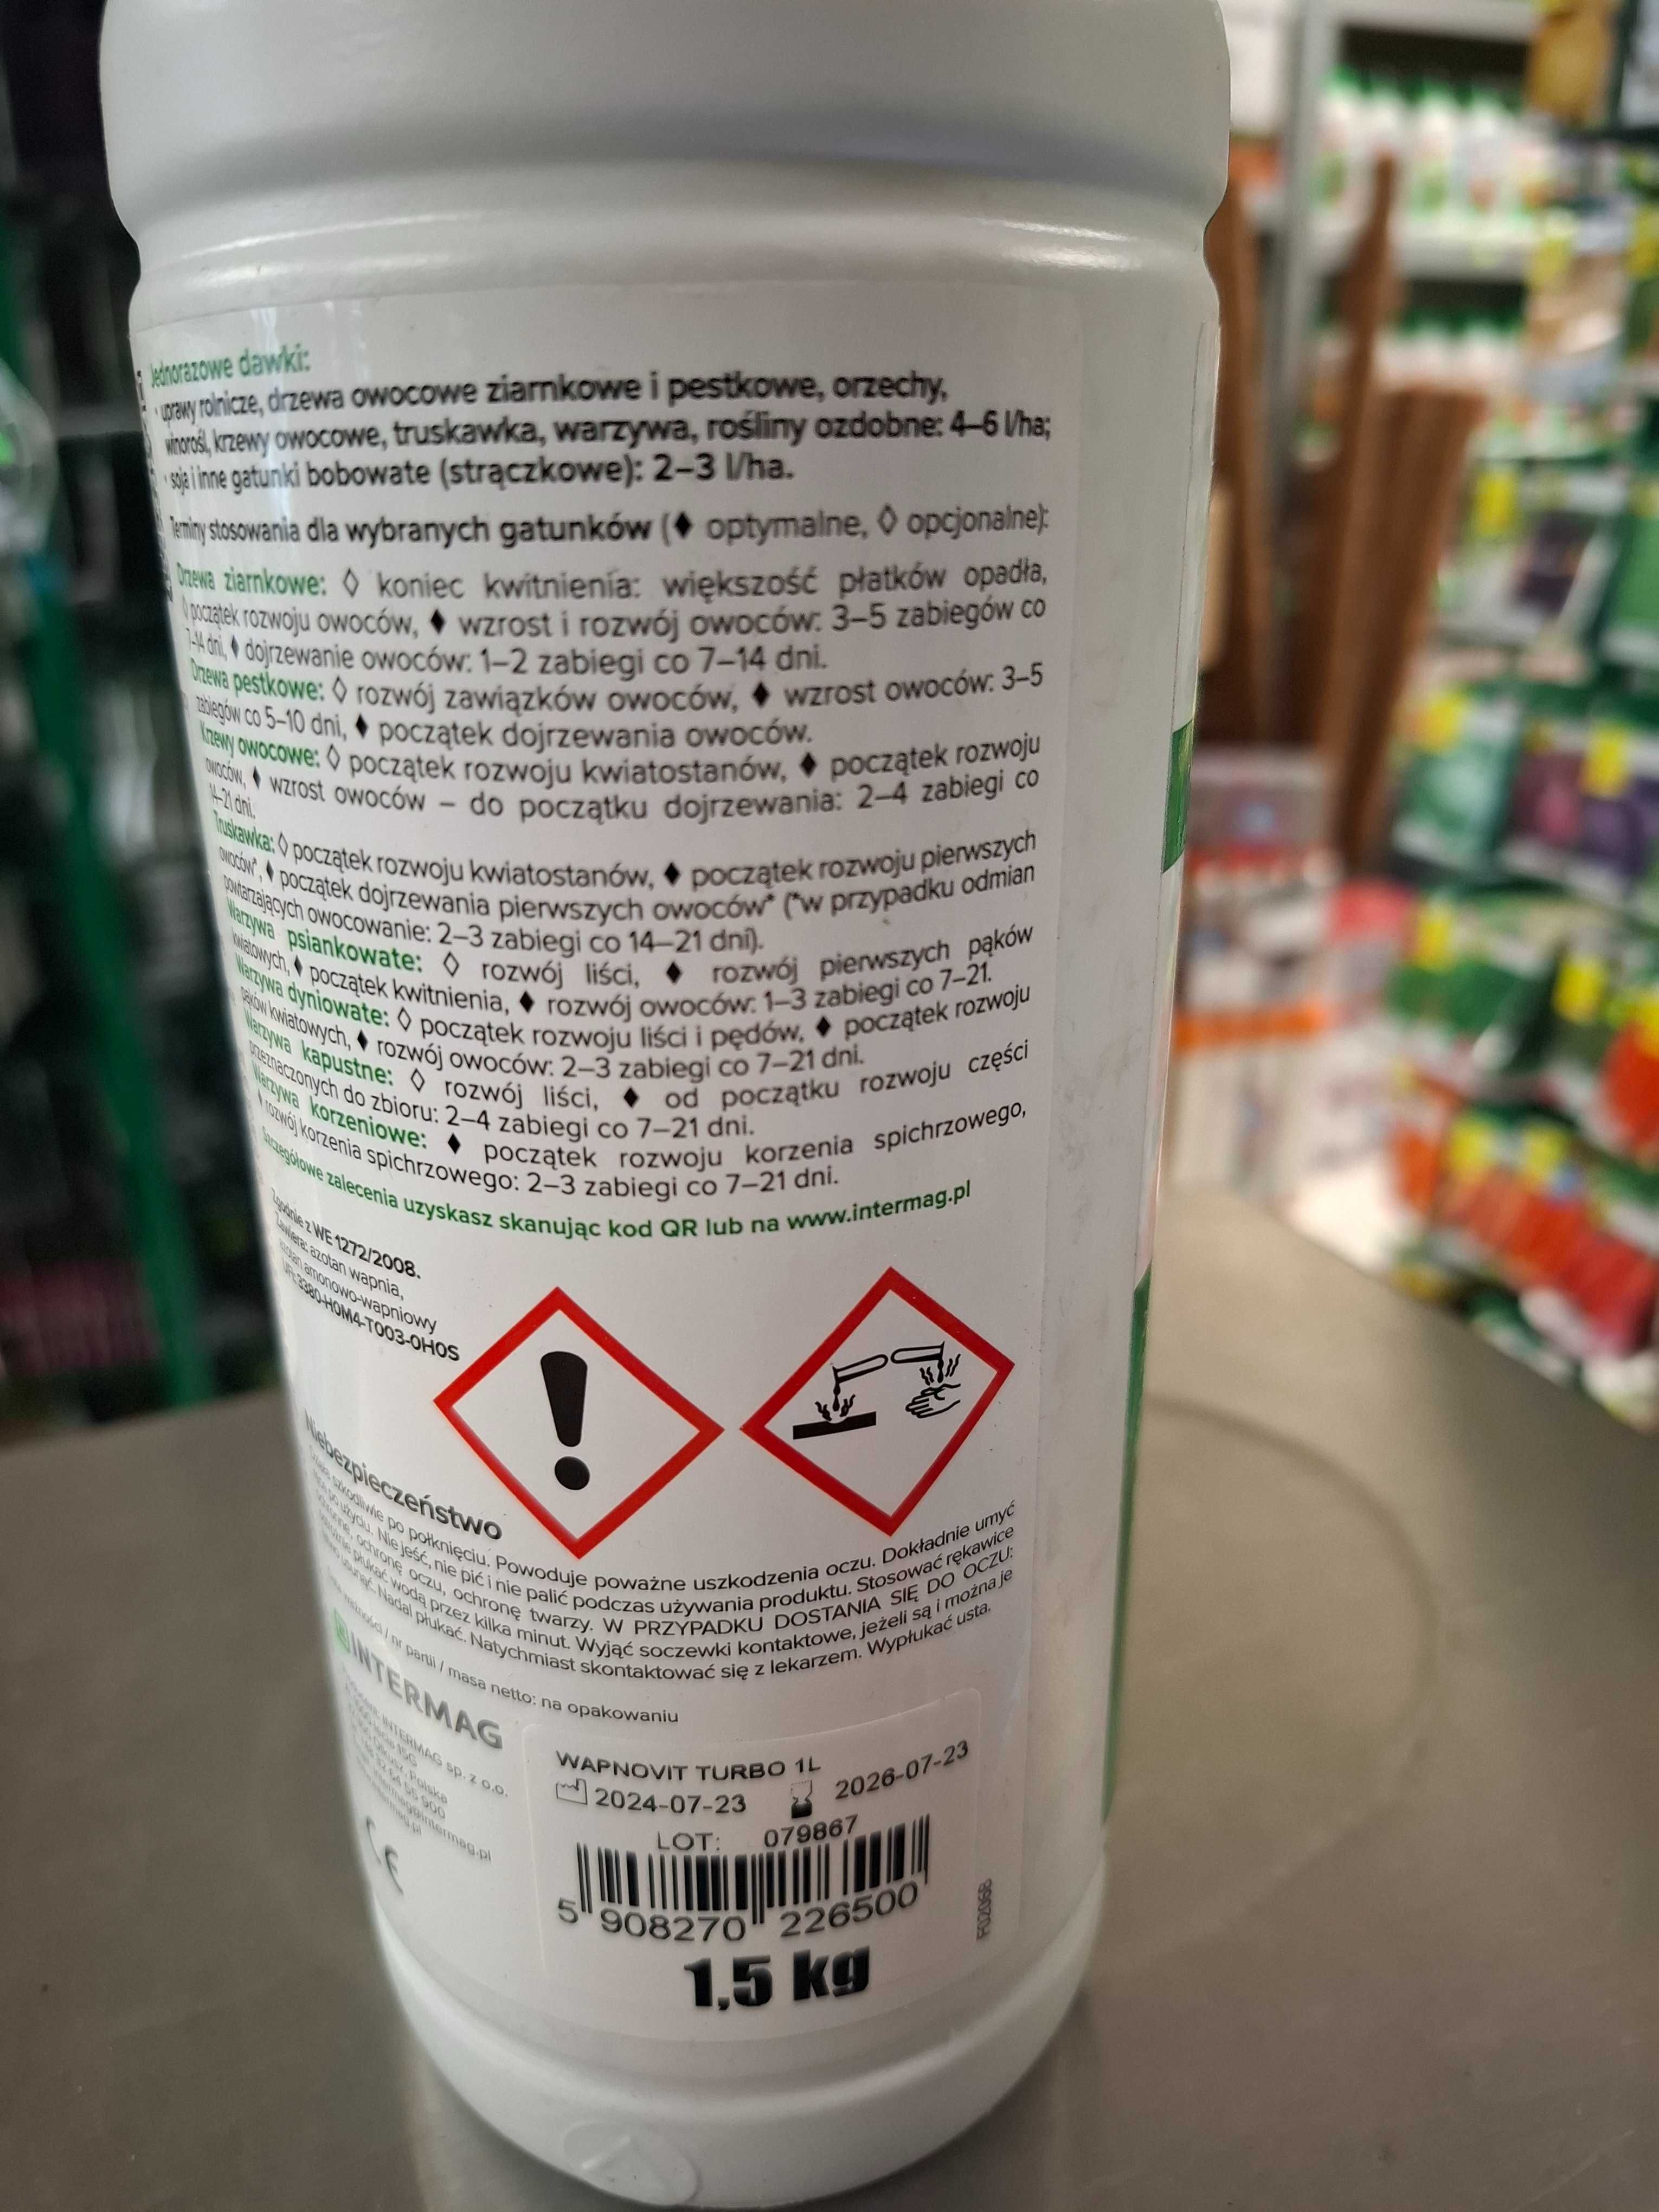 Jednorazowe dawki:
· uprawy rolnicze, drzewa owocowe ziarnkowe i pestkowe, orzechy,
winorośl, krzewy owocowe, truskawka, warzywa, rośliny ozdobne: 4–6 l/ha;
· soja i inne gatunki bobowate (strączkowe): 2–3 l/ha.
Terminy stosowania dla wybranych gatunków (♦ optymalne, ◊ opcjonalne):
Drzewa ziarnkowe: ◊ koniec kwitnienia: większość płatków opadła,
◊ początek rozwoju owoców, ♦ wzrost i rozwój owoców: 3–5 zabiegów co
7–14 dni, ♦ dojrzewanie owoców: 1–2 zabiegi co 7–14 dni.
Drzewa pestkowe: ◊ rozwój zawiązków owoców, ♦ wzrost owoców: 3–5
zabiegów co 5–10 dni, ♦ początek dojrzewania owoców.
Krzewy owocowe: ◊ początek rozwoju kwiatostanów, ♦ początek rozwoju
owoców, ♦ wzrost owoców – do początku dojrzewania: 2–4 zabiegi co
14–21 dni.
Truskawka: ◊ początek rozwoju kwiatostanów, ♦ początek rozwoju pierwszych
owoców*, ♦ początek dojrzewania pierwszych owoców* (*w przypadku odmian
powtarzających owocowanie: 2–3 zabiegi co 14–21 dni).
Warzywa psiankowate: ◊ rozwój liści, ♦ rozwój pierwszych pąków
kwiatowych, ♦ początek kwitnienia, ♦ rozwój owoców: 1–3 zabiegi co 7–21.
Warzywa dyniowate: ◊ początek rozwoju liści i pędów, ♦ początek rozwoju
pąków kwiatowych, ♦ rozwój owoców: 2–3 zabiegi co 7–21 dni.
Warzywa kapustne: ◊ rozwój liści, ♦ od początku rozwoju części
przeznaczonych do zbioru: 2–4 zabiegi co 7–21 dni.
Warzywa korzeniowe: ♦ początek rozwoju korzenia spichrzowego,
♦ rozwój korzenia spichrzowego: 2–3 zabiegi co 7–21 dni.
Szczegółowe zalecenia uzyskasz skanując kod QR lub na www.intermag.pl
Zgodnie z WE 1272/2008.
Zawiera: azotan wapnia,
azotan amonowo-wapniowy
UFI: 3380-H0M4-T003-0H0S
Niebezpieczeństwo
Działa szkodliwie po połknięciu. Powoduje poważne uszkodzenia oczu. Dokładnie umyć
ręce po użyciu. Nie jeść, nie pić i nie palić podczas używania produktu. Stosować rękawice
ochronne, ochronę oczu, ochronę twarzy. W PRZYPADKU DOSTANIA SIĘ DO OCZU:
ostrożnie płukać wodą przez kilka minut. Wyjąć soczewki kontaktowe, jeżeli są i można je
łatwo usunąć. Nadal płukać. Natychmiast skontaktować się z lekarzem. Wypłukać usta.
ważności / nr partii / masa netto: na opakowaniu
INTERMAG
INTERMAG sp. z o.o.
Olkusz, Polska
45 900
intermag@intermag.pl
intermag.pl
CE
WAPNOVIT TURBO 1L
2024-07-23 2026-07-23
LOT: 079867
5 908270 226500
F0206B
1,5 kg